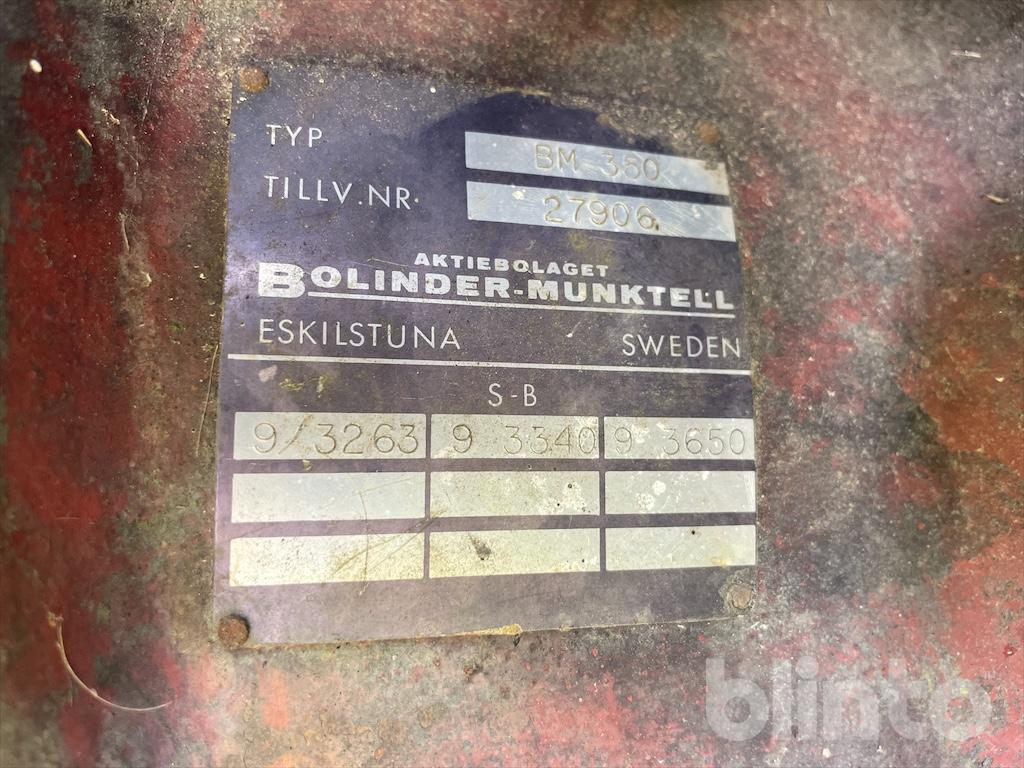 TYP BM 350
TILLV.NR. 27906
AKTIEBOLAGET
BOLINDER-MUNKTELL
ESKILSTUNA SWEDEN
S-B
9/3263 9 3340 9 3650
blinto